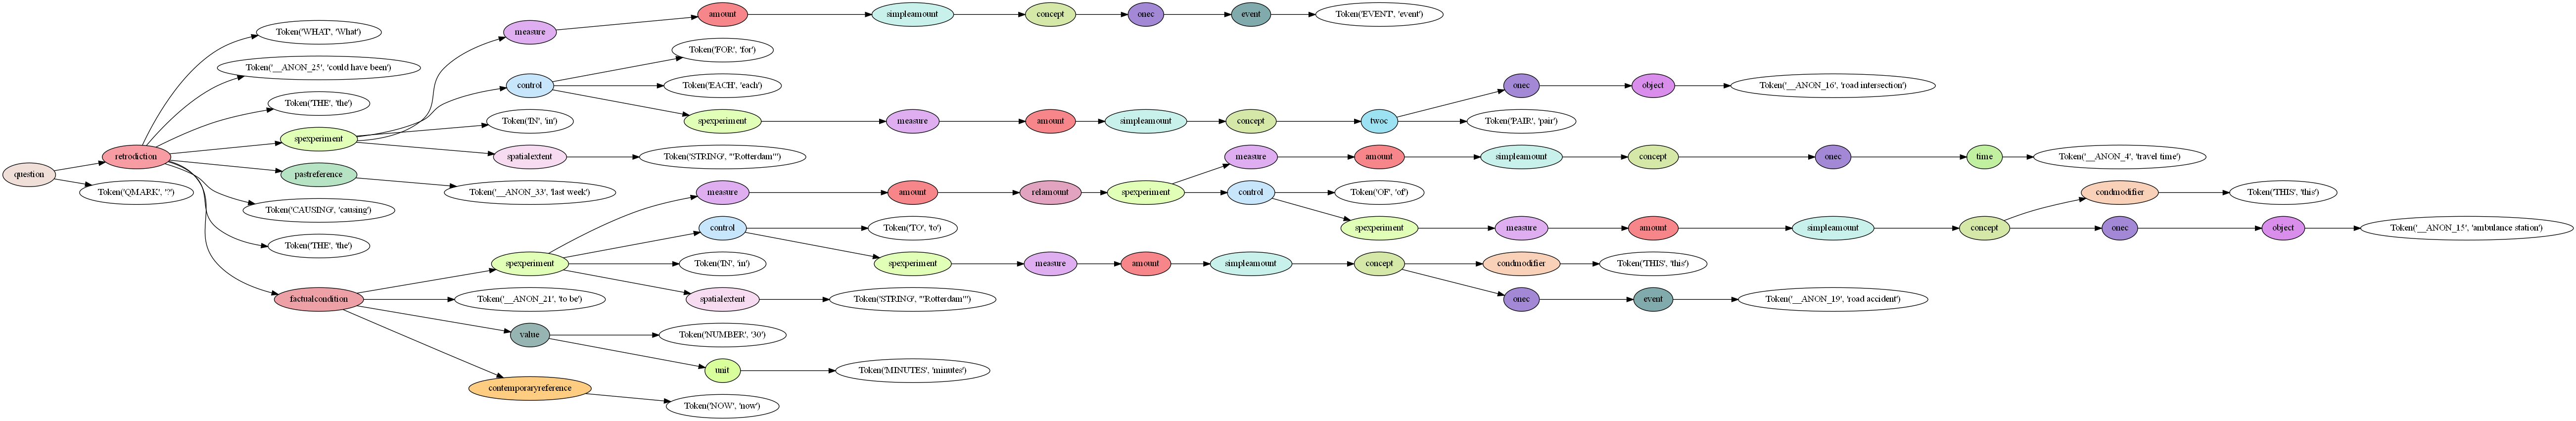 amount
simpleamount
concept
onec
event
Token('EVENT', 'event')
measure
Token('WHAT', 'What')
Token('FOR', 'for')
Token('__ANON_25', 'could have been')
control
Token('EACH', 'each')
onec
object
Token('__ANON_16', 'road intersection')
Token('THE', 'the')
Token('IN', 'in')
spexperiment
measure
amount
simpleamount
concept
twoc
Token('PAIR', 'pair')
spexperiment
retrodiction
spatialextent
Token('STRING', '"Rotterdam"')
measure
amount
simpleamount
concept
onec
time
Token('__ANON_4', 'travel time')
question
pastreference
Token('QMARK', '?')
Token('__ANON_33', 'last week')
measure
amount
relamount
spexperiment
control
Token('OF', 'of')
condmodifier
Token('THIS', 'this')
Token('CAUSING', 'causing')
control
Token('TO', 'to')
spexperiment
measure
amount
simpleamount
concept
onec
object
Token('__ANON_15', 'ambulance station')
Token('THE', 'the')
spexperiment
Token('IN', 'in')
spexperiment
measure
amount
simpleamount
concept
condmodifier
Token('THIS', 'this')
factualcondition
Token('__ANON_21', 'to be')
spatialextent
Token('STRING', '"Rotterdam"')
onec
event
Token('__ANON_19', 'road accident')
value
Token('NUMBER', '30')
unit
Token('MINUTES', 'minutes')
contemporaryreference
Token('NOW', 'now')